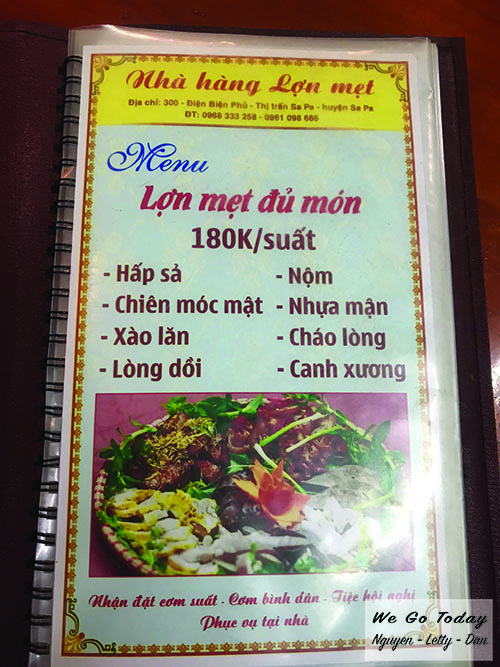 Nhà hàng Lợn mẹt
Địa chỉ: 300 - Điện Biện Phủ - Thị trấn Sa Pa - huyện Sa Pa
ĐT: 0968 333 258 - 0961 098 666
Menu
Lợn mẹt đủ món
180K/suất
- Hấp sả
- Chiên móc mật
- Xào lăn
- Lòng dồi
- Nộm
- Nhựa mận
- Cháo lòng
- Canh xương
Nhận đặt cơm suất - Cơm bình dân - Tiệc hội nghị
Phục vụ tại nhà
We Go Today
Nguyên - Letty - Dan